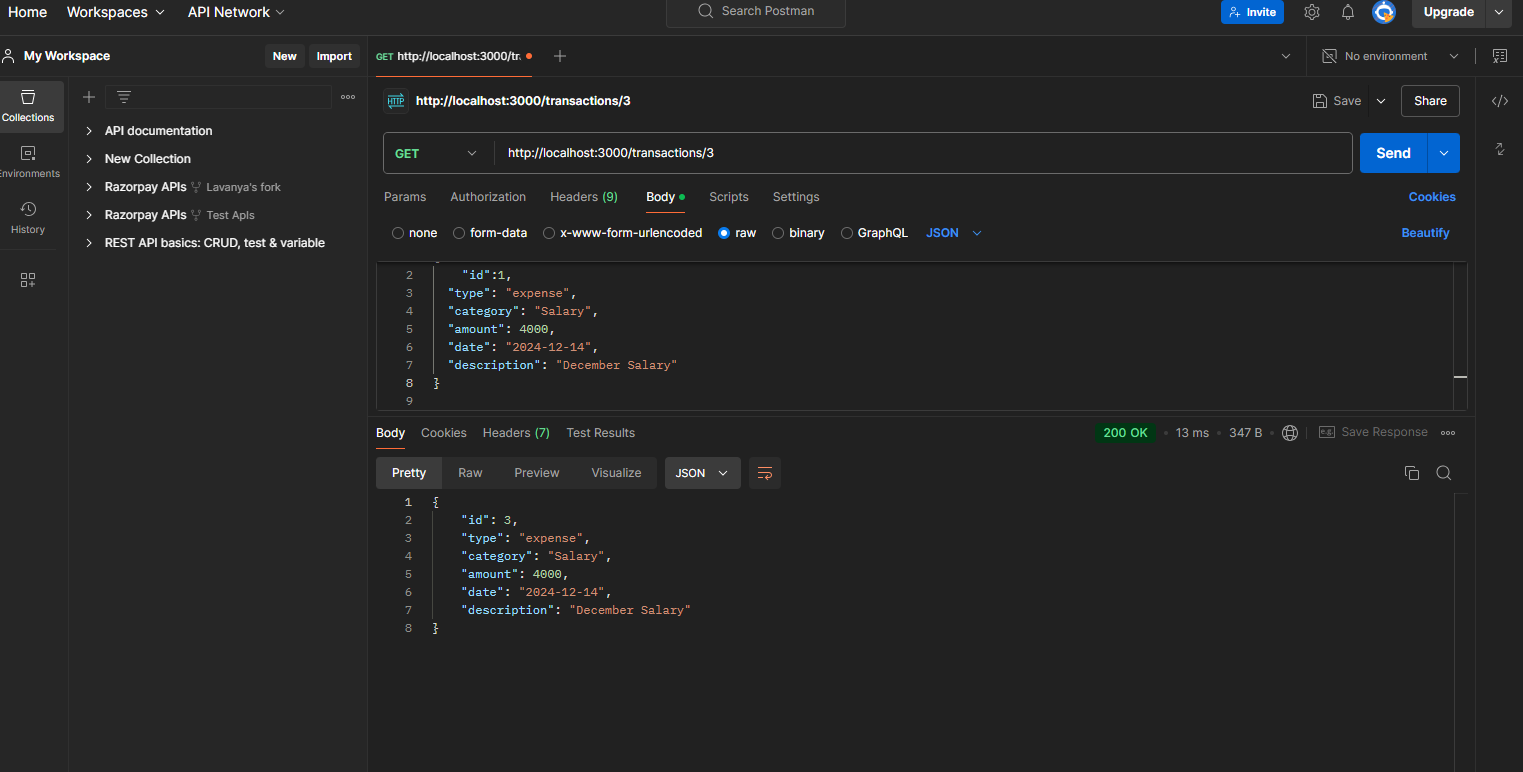 Home Workspaces API Network Search Postman Invite Upgrade
My Workspace New Import GET http://localhost:3000/tr. No environment
Collections
Environments
History
API documentation
New Collection
Razorpay APIs Lavanya's fork
Razorpay APIs Test ApIs
REST API basics: CRUD, test & variable
HTTP http://localhost:3000/transactions/3 Save Share
GET http://localhost:3000/transactions/3 Send
Params Authorization Headers (9) Body Scripts Settings Cookies
none form-data x-www-form-urlencoded raw binary GraphQL JSON Beautify
2 "id":1,
3 "type": "expense",
4 "category": "Salary",
5 "amount": 4000,
6 "date": "2024-12-14",
7 "description": "December Salary"
8 }
9
Body Cookies Headers (7) Test Results 200 OK • 13 ms • 347 B • Save Response
Pretty Raw Preview Visualize JSON
1 {
2 "id": 3,
3 "type": "expense",
4 "category": "Salary",
5 "amount": 4000,
6 "date": "2024-12-14",
7 "description": "December Salary"
8 }